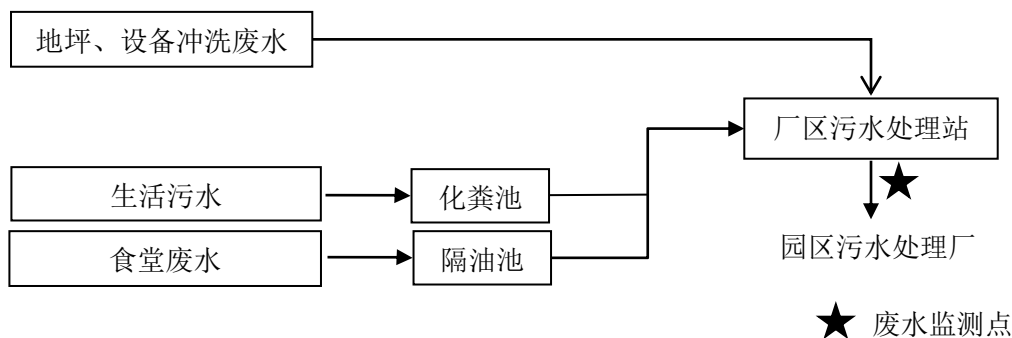 地坪、设备冲洗废水
厂区污水处理站
生活污水
化粪池
食堂废水
隔油池
园区污水处理厂
废水监测点